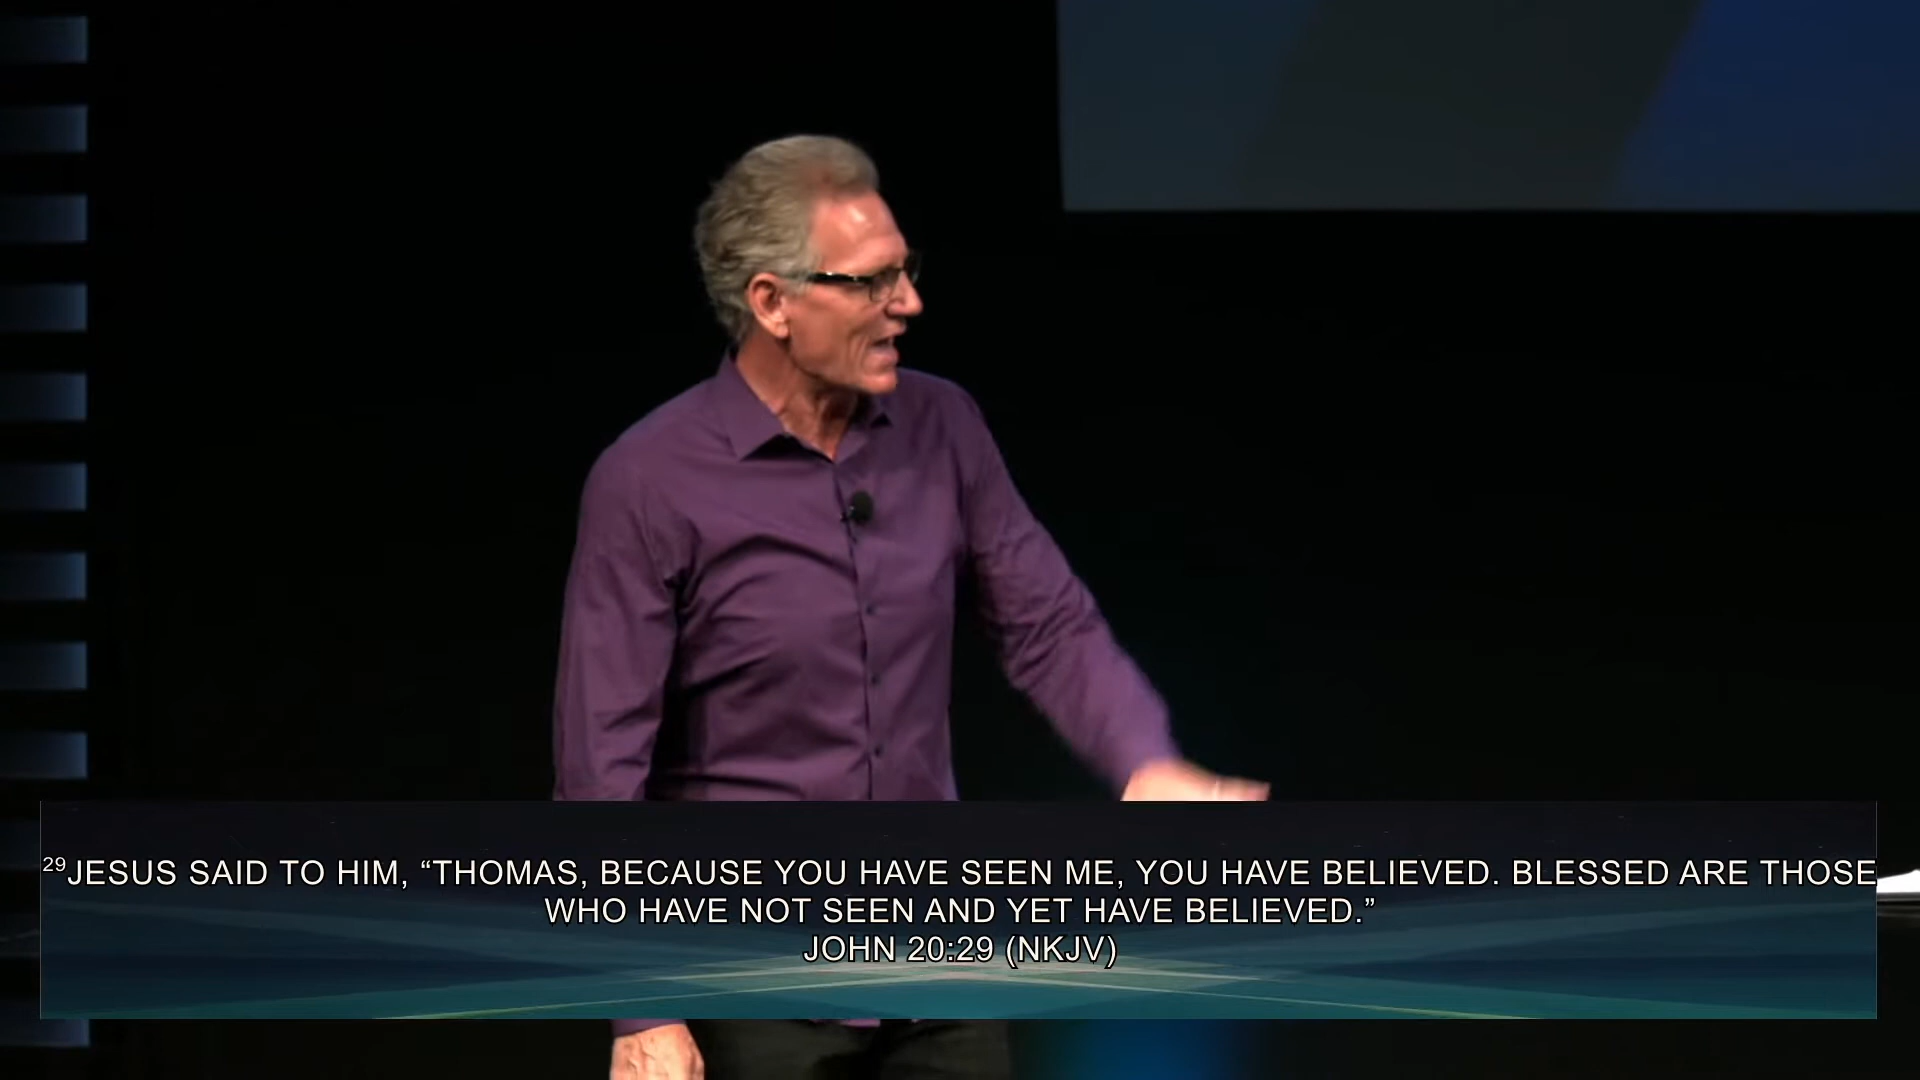 29JESUS SAID TO HIM, “THOMAS, BECAUSE YOU HAVE SEEN ME, YOU HAVE BELIEVED. BLESSED ARE THOSE
WHO HAVE NOT SEEN AND YET HAVE BELIEVED.”
JOHN 20:29 (NKJV)